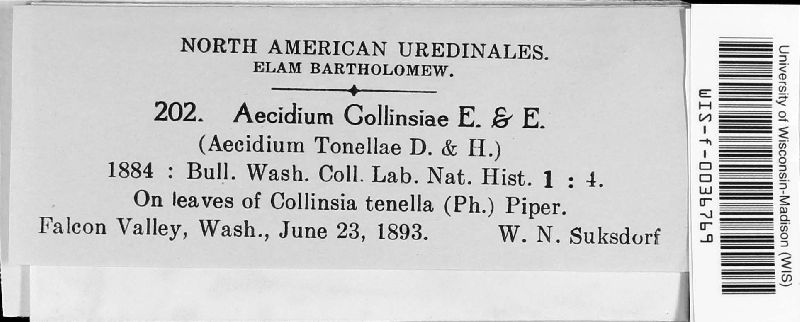 NORTH AMERICAN UREDINALES.
ELAM BARTHOLOMEW.
202. Aecidium Collinsiae E. & E.
(Aecidium Tonellae D. & H.)
1884 : Bull. Wash. Coll. Lab. Nat. Hist. 1 : 4.
On leaves of Collinsia tenella (Ph.) Piper.
Falcon Valley, Wash., June 23, 1893. W. N. Suksdorf
University of Wisconsin-Madison (WIS)
WIS-f-0039769